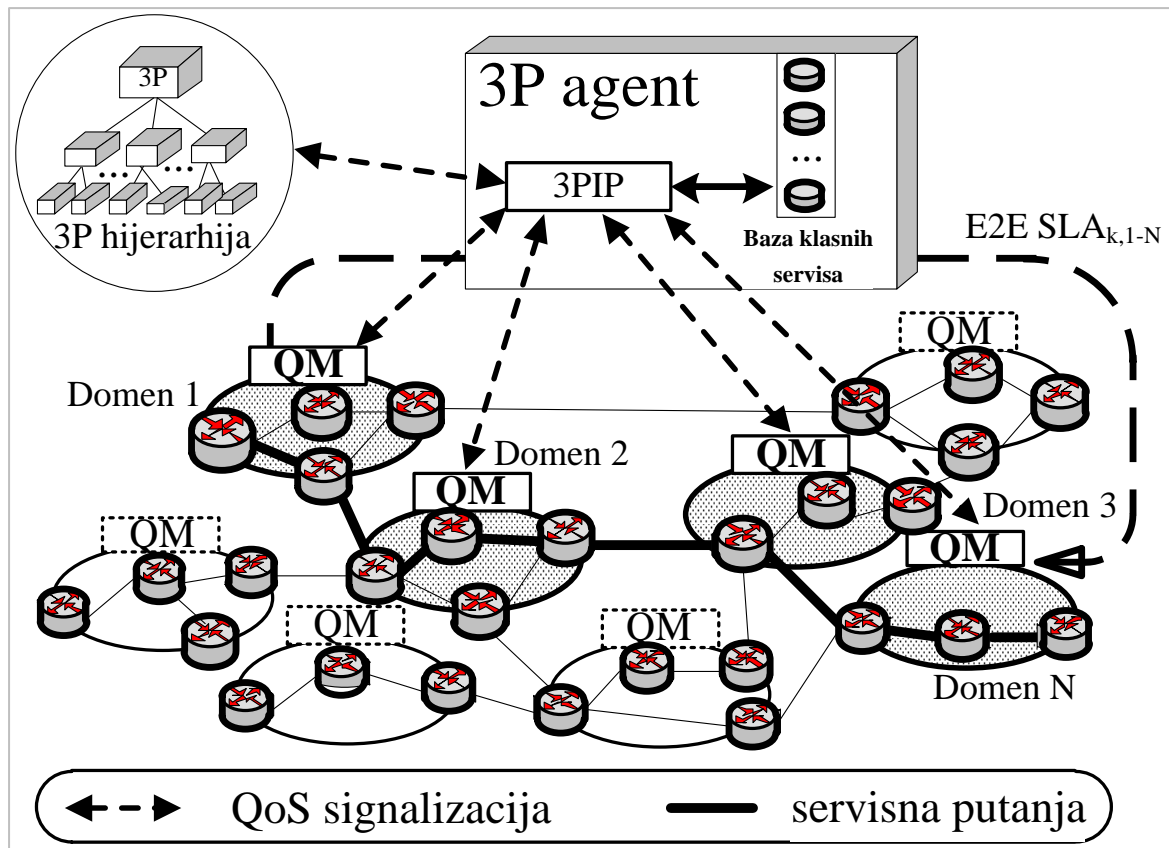 3P
3P hijerarhija
3P agent
...
3PIP
Baza klasnih
servisa
E2E SLAk,1-N
QM
QM
Domen 1
Domen 2
QM
QM
Domen 3
QM
QM
QM
QM
Domen N
QoS signalizacija
servisna putanja